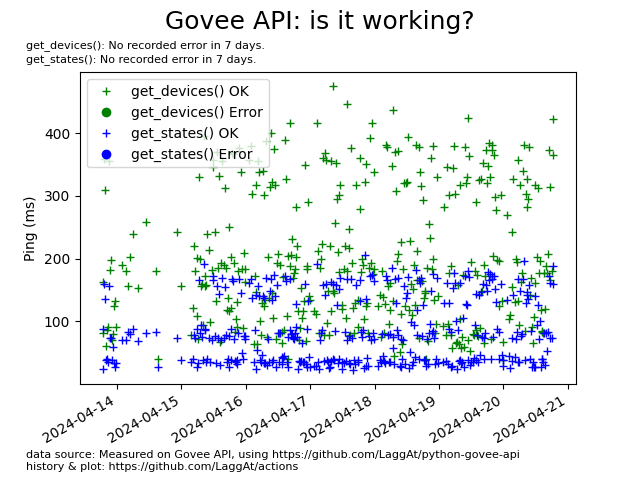 Govee API: is it working?
get_devices(): No recorded error in 7 days.
get_states(): No recorded error in 7 days.
get_devices() OK
get_devices() Error
get_states() OK
get_states() Error
Ping (ms)
400
300
200
100
2024-04-14
2024-04-15
2024-04-16
2024-04-17
2024-04-18
2024-04-19
2024-04-20
2024-04-21
data source: Measured on Govee API, using https://github.com/LaggAt/python-govee-api
history & plot: https://github.com/LaggAt/actions